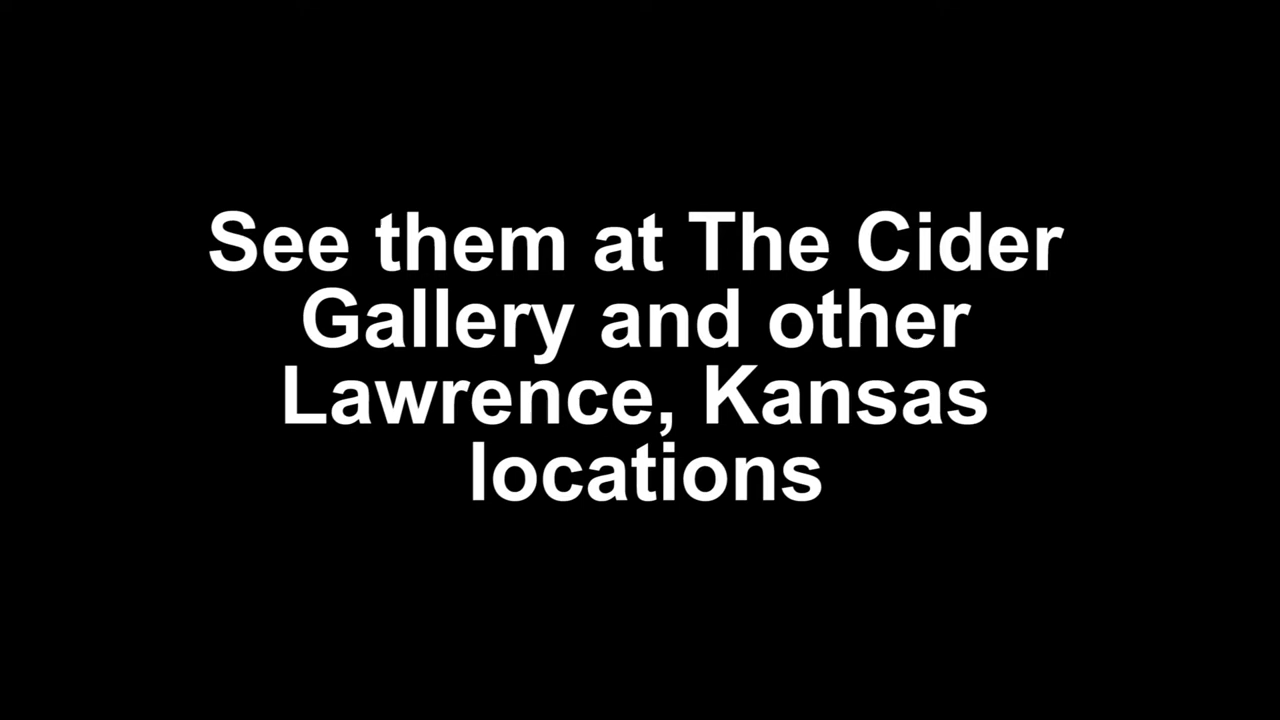 See them at The Cider
Gallery and other
Lawrence, Kansas
locations